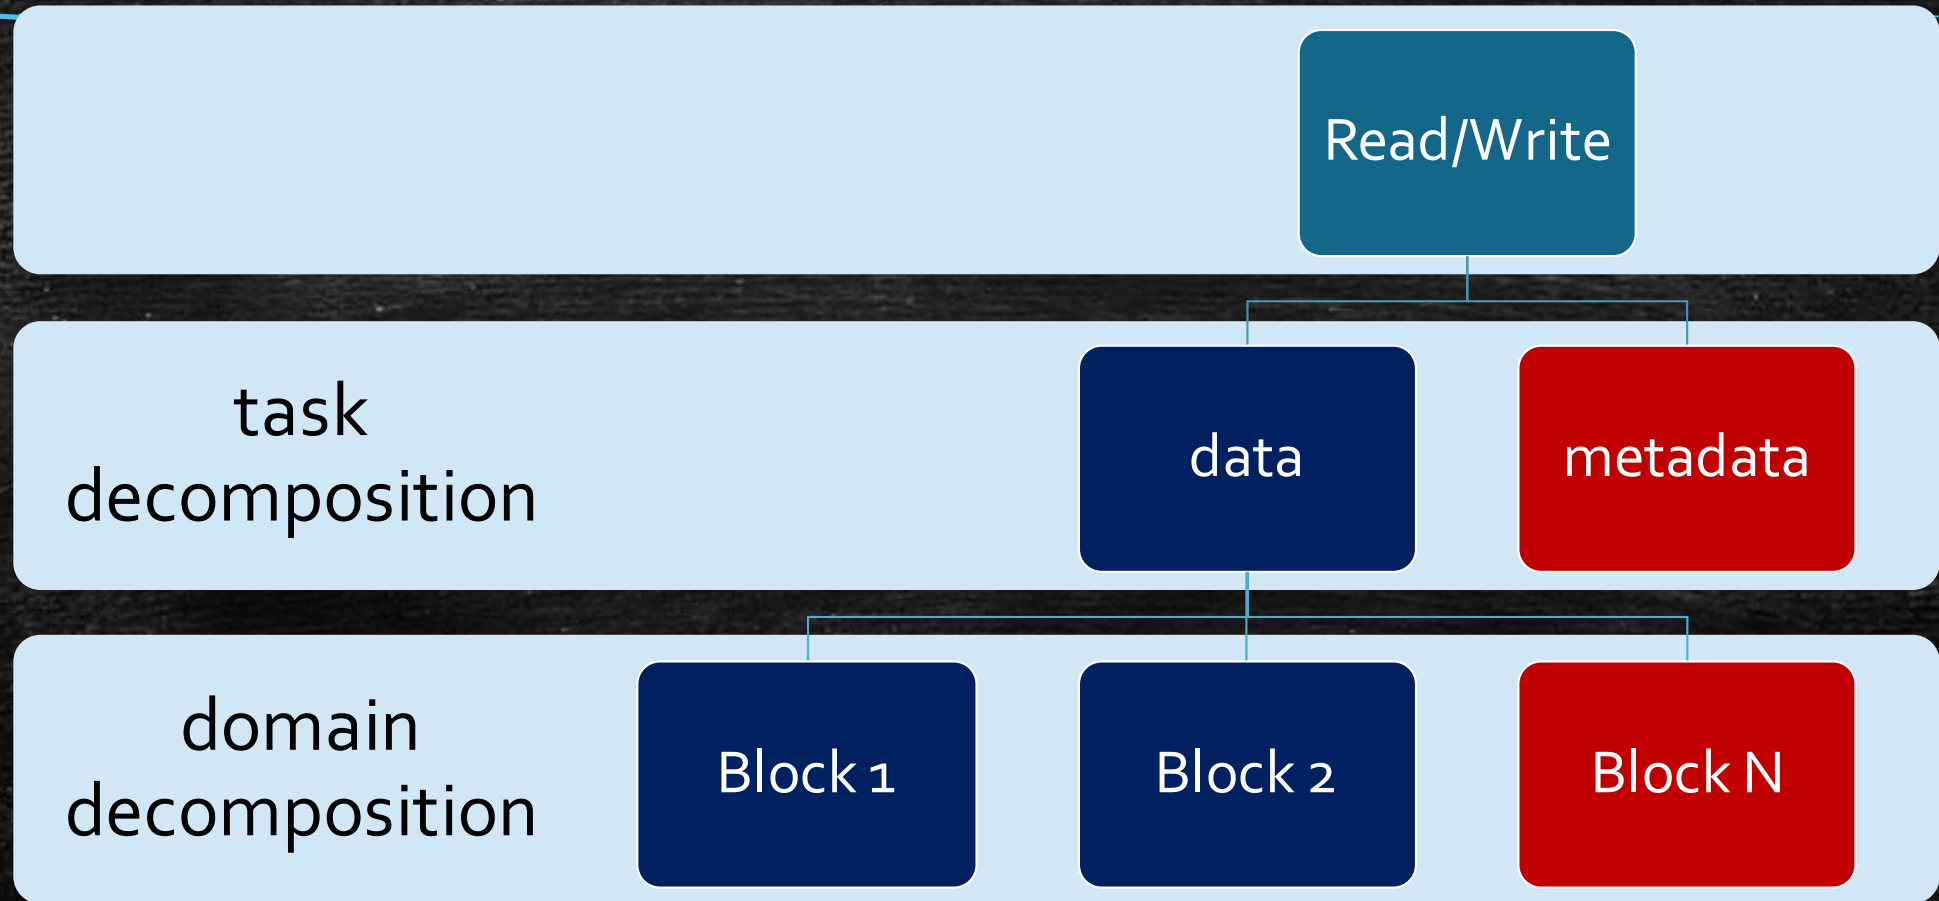 Read/Write
task
decomposition
data
metadata
domain
decomposition
Block 1
Block 2
Block N